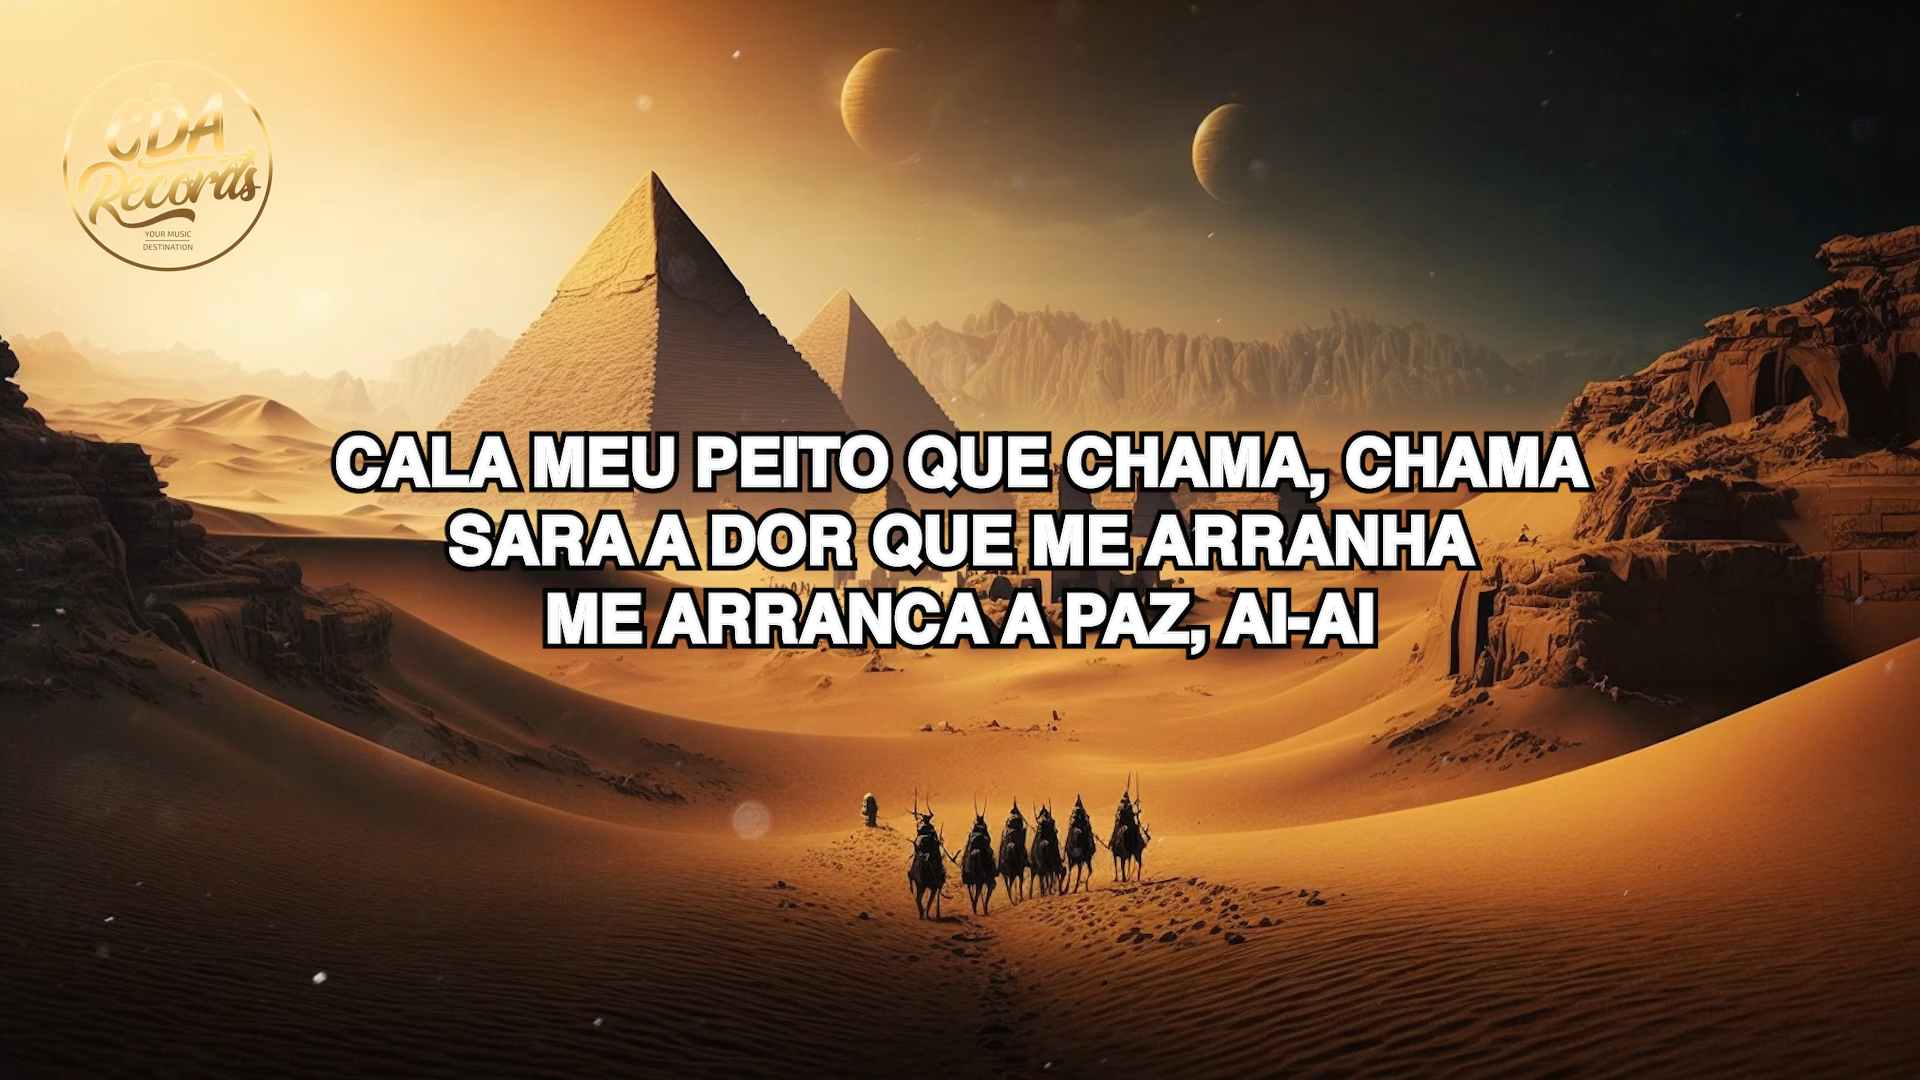 CDA
Records
YOUR MUSIC
DESTINATION
CALA MEU PEITO QUE CHAMA, CHAMA
SARA A DOR QUE ME ARRANHA
ME ARRANCA A PAZ, AI-AI